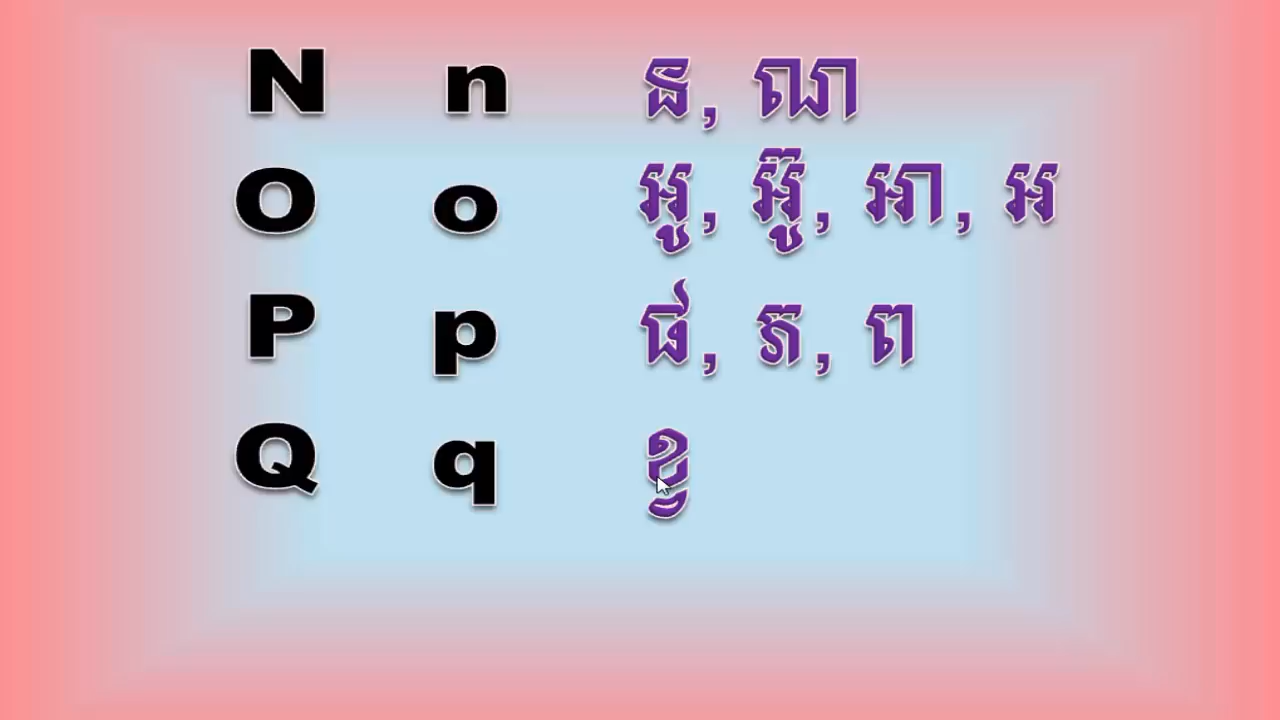 N n ន, ណ
O o អូ, អ៊ូ, អា, អ
P p ផ, ភ, ព
Q q ខ្វ